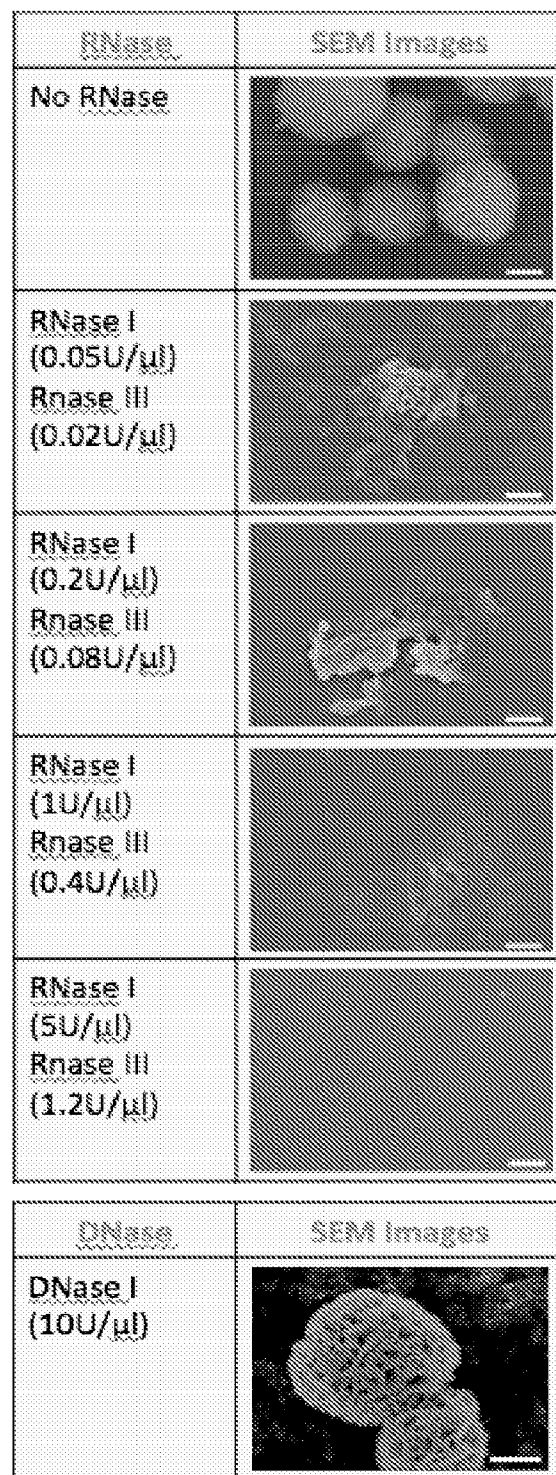 RNase SEM Images
No RNase
RNase I
(0.05U/µl)
Rnase III
(0.02U/µl)
RNase I
(0.2U/µl)
Rnase III
(0.08U/µl)
RNase I
(1U/µl)
Rnase III
(0.4U/µl)
RNase I
(5U/µl)
Rnase III
(1.2U/µl)
DNase SEM Images
DNase I
(10U/µl)